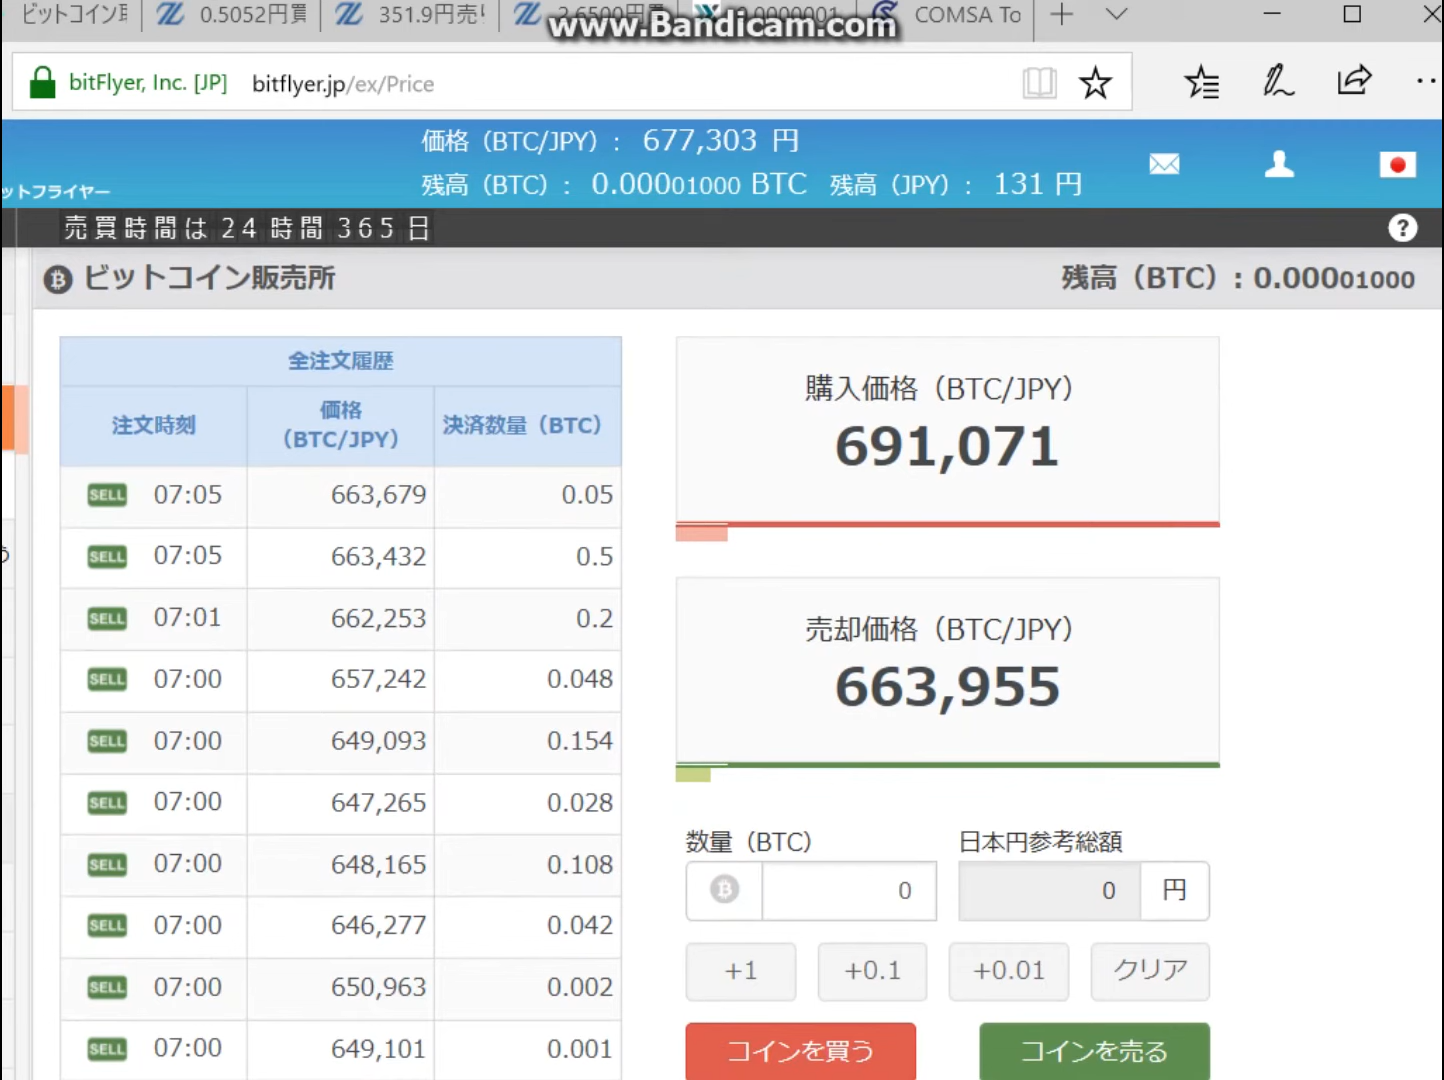 ビットコイン耳
0.5052円買
351.9円売り
2.6500円買
0.0000001
COMSA To
www.Bandicam.com
bitFlyer, Inc. [JP] bitflyer.jp/ex/Price
価格（BTC/JPY）: 677,303 円
残高（BTC）: 0.00001000 BTC 残高（JPY）: 131 円
ットフライヤー
売買時間は24時間365日
?
ビットコイン販売所
残高（BTC）: 0.00001000
全注文履歴
注文時刻 価格（BTC/JPY） 決済数量（BTC）
SELL 07:05 663,679 0.05
SELL 07:05 663,432 0.5
SELL 07:01 662,253 0.2
SELL 07:00 657,242 0.048
SELL 07:00 649,093 0.154
SELL 07:00 647,265 0.028
SELL 07:00 648,165 0.108
SELL 07:00 646,277 0.042
SELL 07:00 650,963 0.002
SELL 07:00 649,101 0.001
購入価格（BTC/JPY）
691,071
売却価格（BTC/JPY）
663,955
数量（BTC） 日本円参考総額
0 0 円
+1 +0.1 +0.01 クリア
コインを買う コインを売る